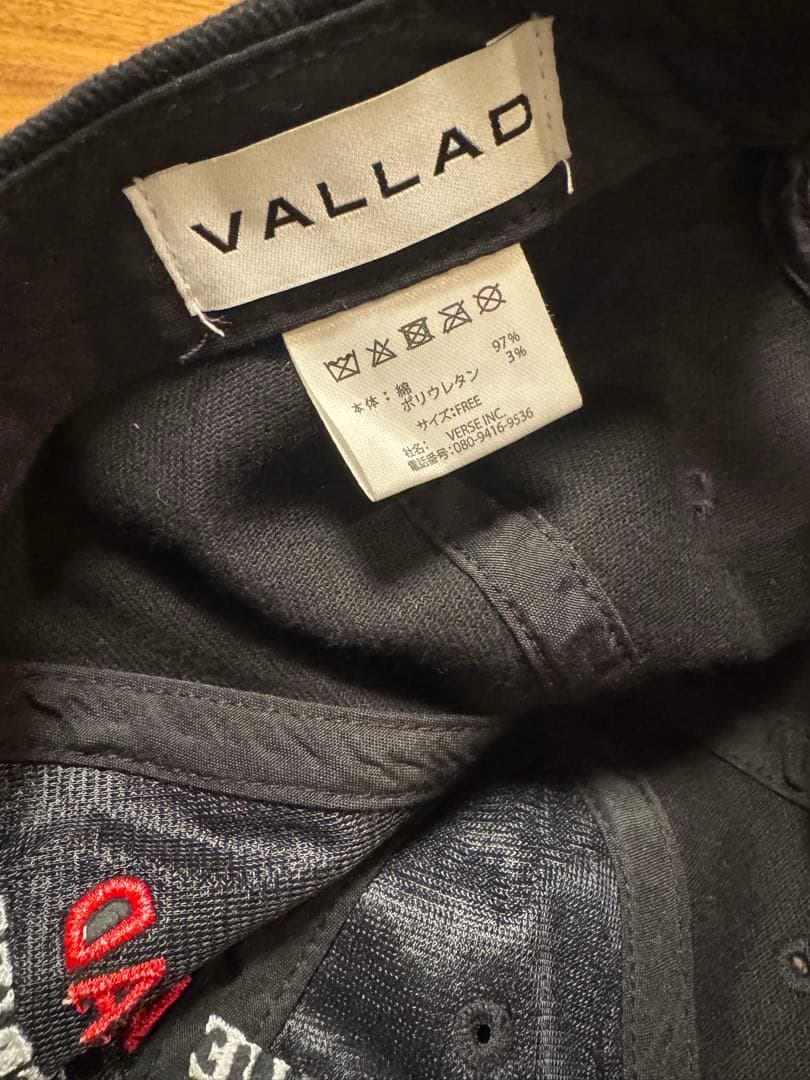 VALLAD
本体：綿 97%
ポリウレタン 3%
サイズ:FREE
社名： VERSE INC.
電話番号：080-9416-9536